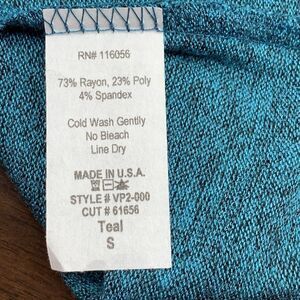 RN# 116056
73% Rayon, 23% Poly
4% Spandex
Cold Wash Gently
No Bleach
Line Dry
MADE IN U.S.A.
STYLE # VP2-000
CUT # 61656
Teal
S